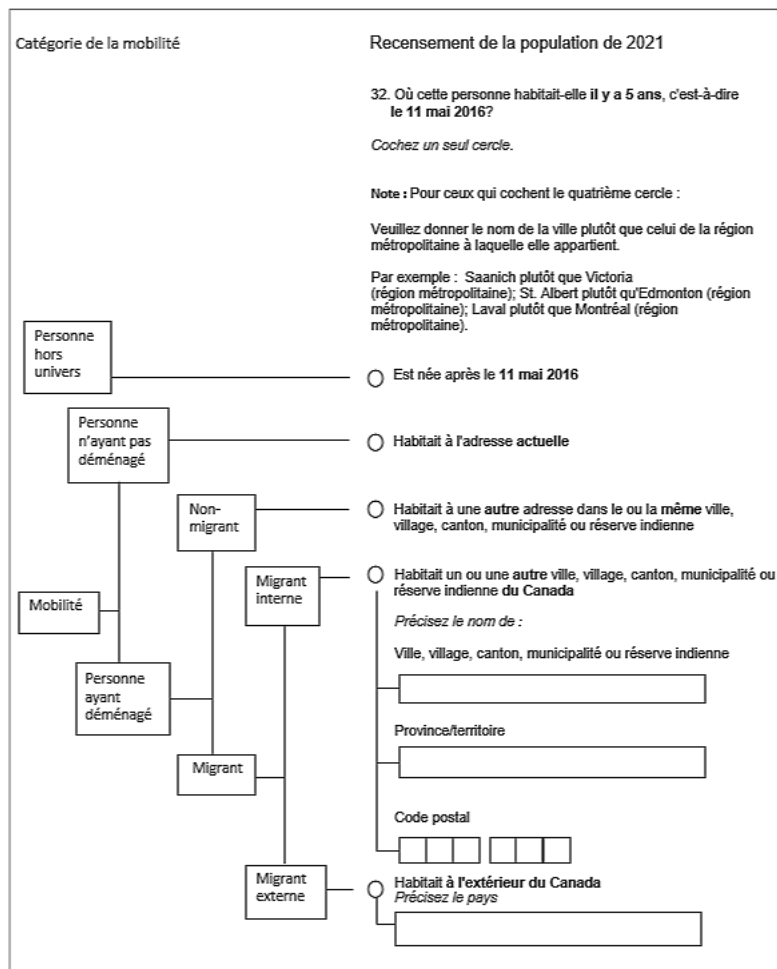 Catégorie de la mobilité
Recensement de la population de 2021
32. Où cette personne habitait-elle il y a 5 ans, c'est-à-dire
le 11 mai 2016?
Cochez un seul cercle.
Note : Pour ceux qui cochent le quatrième cercle :
Veuillez donner le nom de la ville plutôt que celui de la région
métropolitaine à laquelle elle appartient.
Par exemple : Saanich plutôt que Victoria
(région métropolitaine); St. Albert plutôt qu'Edmonton (région
métropolitaine); Laval plutôt que Montréal (région
métropolitaine).
Personne
hors
univers
Est née après le 11 mai 2016
Personne
n'ayant pas
déménagé
Habitait à l'adresse actuelle
Non-
migrant
Habitait à une autre adresse dans le ou la même ville,
village, canton, municipalité ou réserve indienne
Migrant
interne
Habitait un ou une autre ville, village, canton, municipalité ou
réserve indienne du Canada
Mobilité
Précisez le nom de :
Ville, village, canton, municipalité ou réserve indienne
Personne
ayant
déménagé
Province/territoire
Migrant
Code postal
Migrant
externe
Habitait à l'extérieur du Canada
Précisez le pays